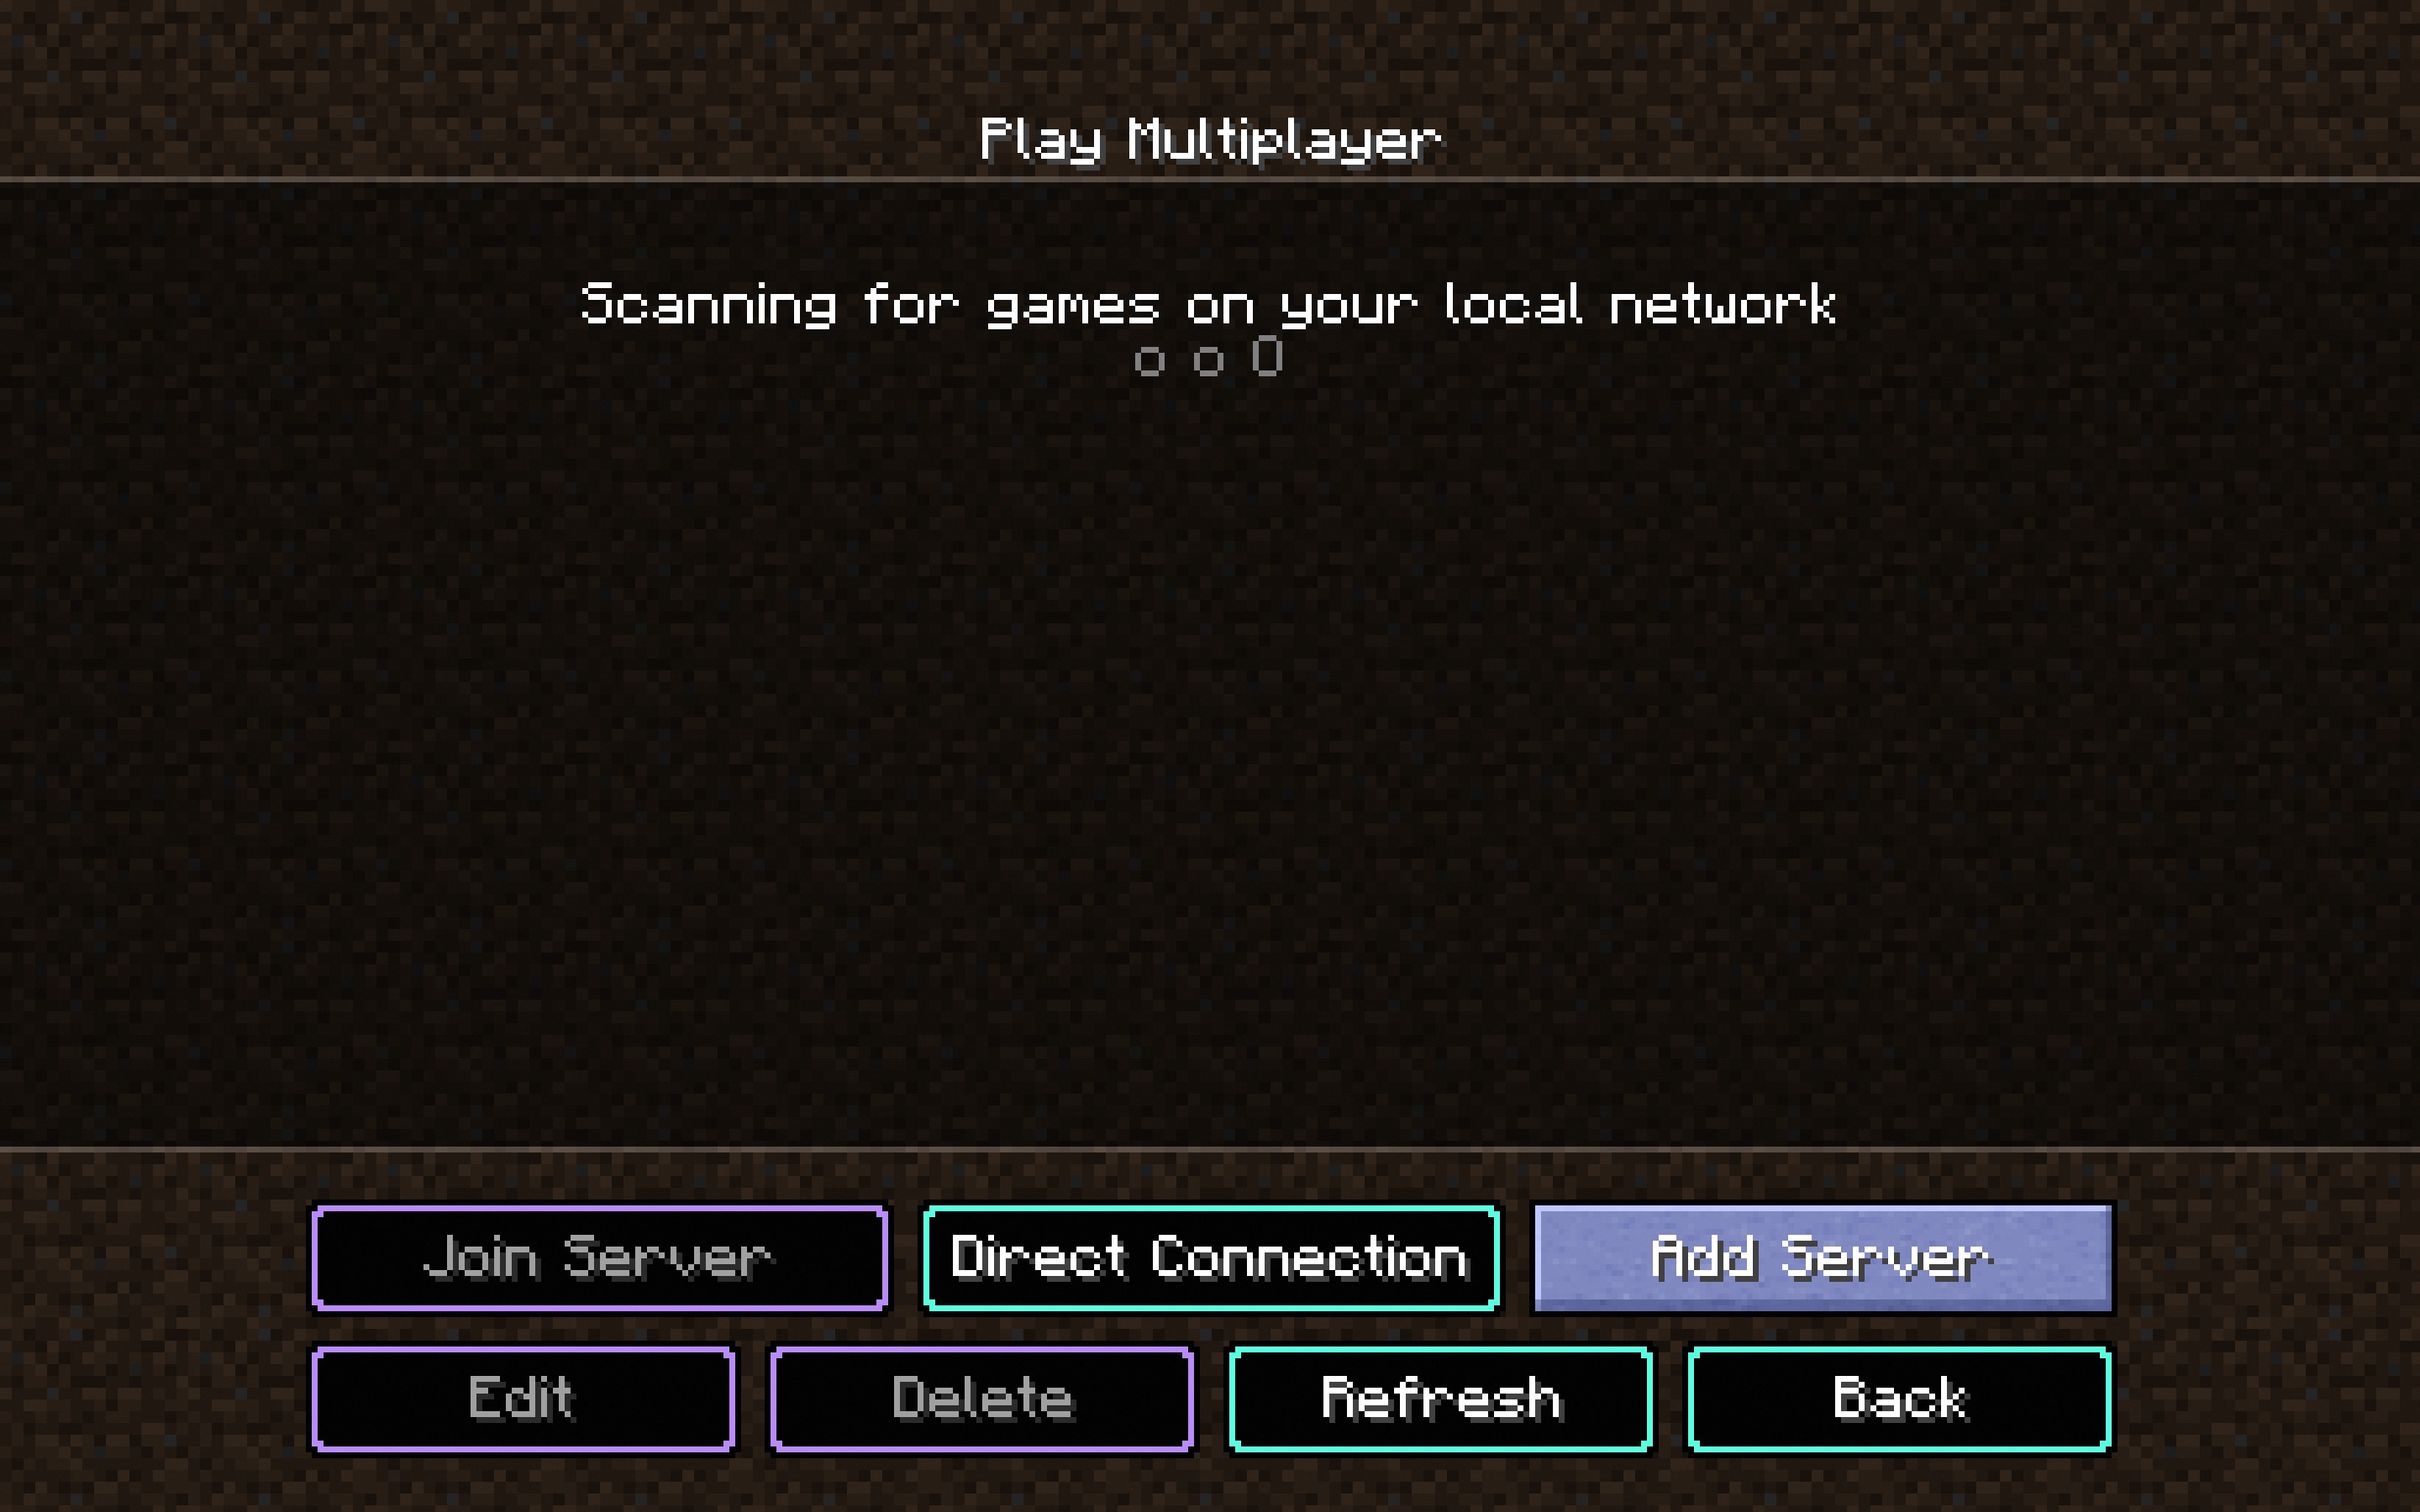 Play Multiplayer
Scanning for games on your local network
o o O
Join Server
Direct Connection
Add Server
Edit
Delete
Refresh
Back